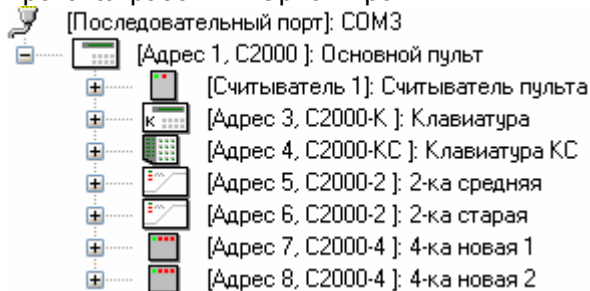 [Последовательный порт]: COM3
[Адрес 1, С2000 ]: Основной пульт
[Считыватель 1]: Считыватель пульта
[Адрес 3, С2000-К ]: Клавиатура
[Адрес 4, С2000-КС ]: Клавиатура КС
[Адрес 5, С2000-2 ]: 2-ка средняя
[Адрес 6, С2000-2 ]: 2-ка старая
[Адрес 7, С2000-4 ]: 4-ка новая 1
[Адрес 8, С2000-4 ]: 4-ка новая 2